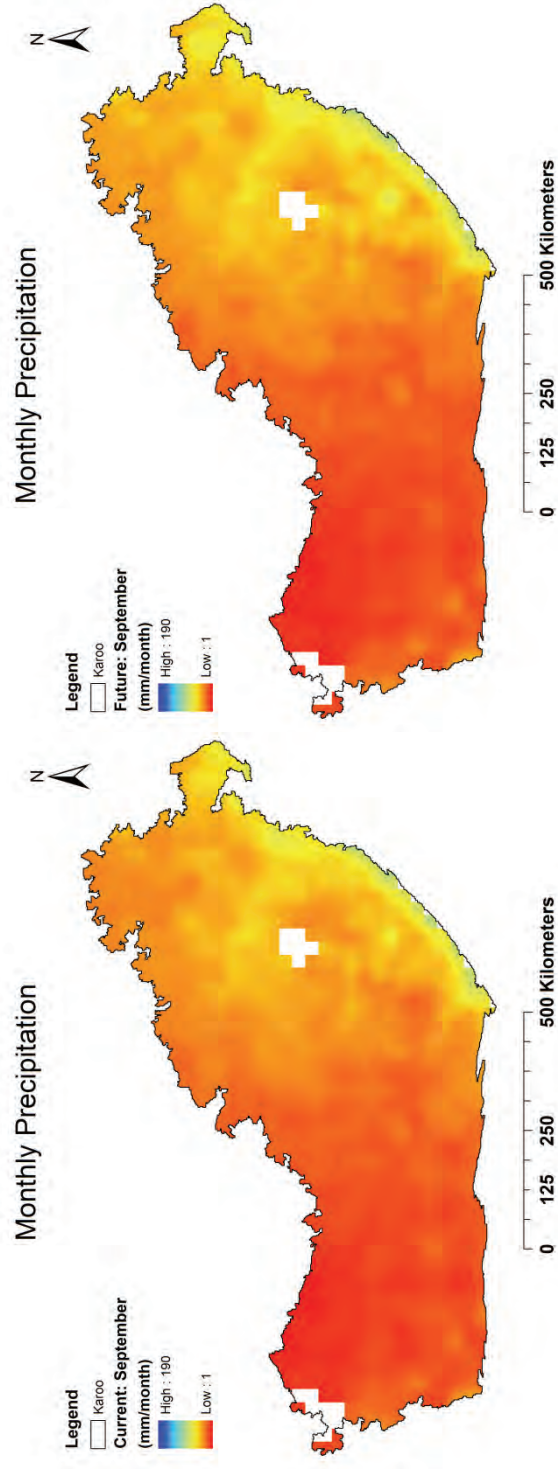 Monthly Precipitation
N
Legend
Karoo
Current: September
(mm/month)
High : 190
Low : 1
0 125 250 500 Kilometers
Monthly Precipitation
N
Legend
Karoo
Future: September
(mm/month)
High : 190
Low : 1
0 125 250 500 Kilometers